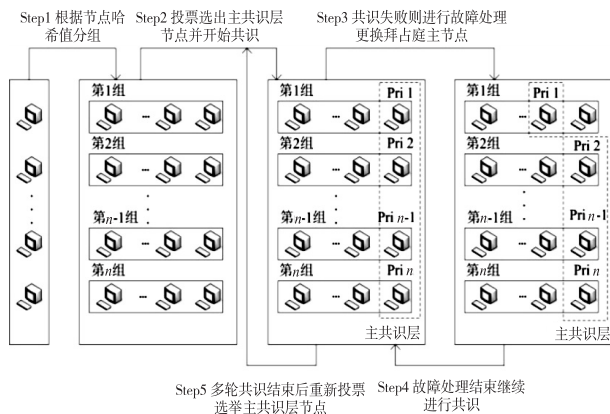 Step1 根据节点哈
希值分组
Step2 投票选出主共识层
节点并开始共识
Step3 共识失败则进行故障处理
更换拜占庭主节点
第1组
第2组
第n-1组
第n组
第1组
Pri 1
第2组
Pri 2
第n-1组
Pri n-1
第n组
Pri n
主共识层
第1组
Pri 1
第2组
Pri 2
第n-1组
Pri n-1
第n组
Pri n
主共识层
Step5 多轮共识结束后重新投票
选举主共识层节点
Step4 故障处理结束继续
进行共识